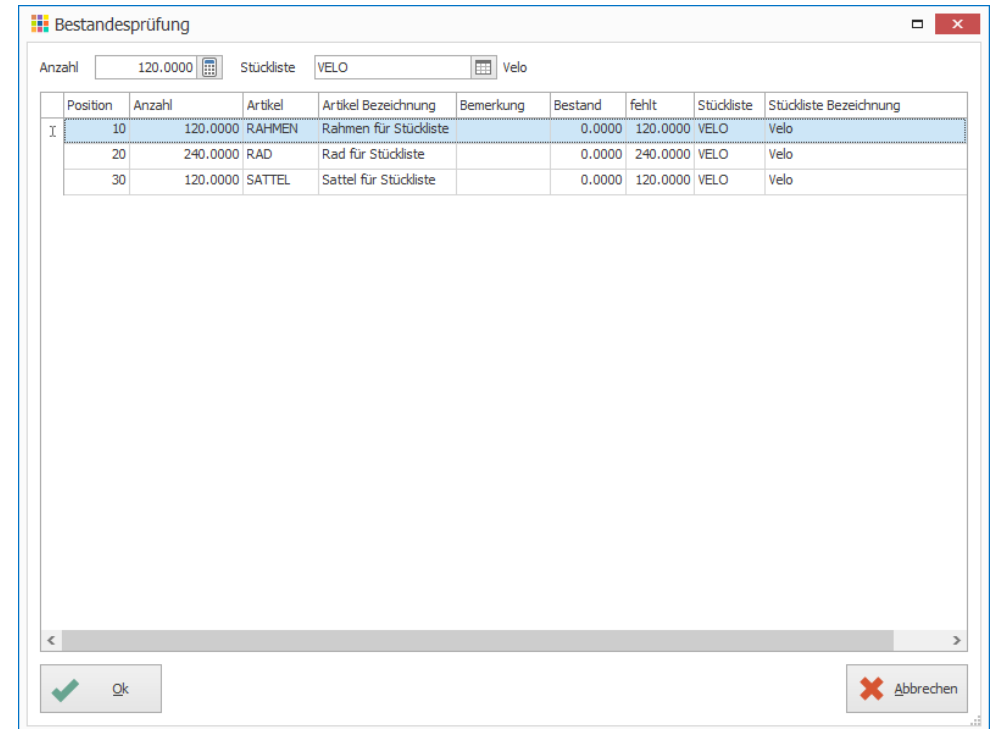 Bestandesprüfung
Anzahl 120.0000 Stückliste VELO Velo
Position Anzahl Artikel Artikel Bezeichnung Bemerkung Bestand fehlt Stückliste Stückliste Bezeichnung
10 120.0000 RAHMEN Rahmen für Stückliste 0.0000 120.0000 VELO Velo
20 240.0000 RAD Rad für Stückliste 0.0000 240.0000 VELO Velo
30 120.0000 SATTEL Sattel für Stückliste 0.0000 120.0000 VELO Velo
Ok Abbrechen